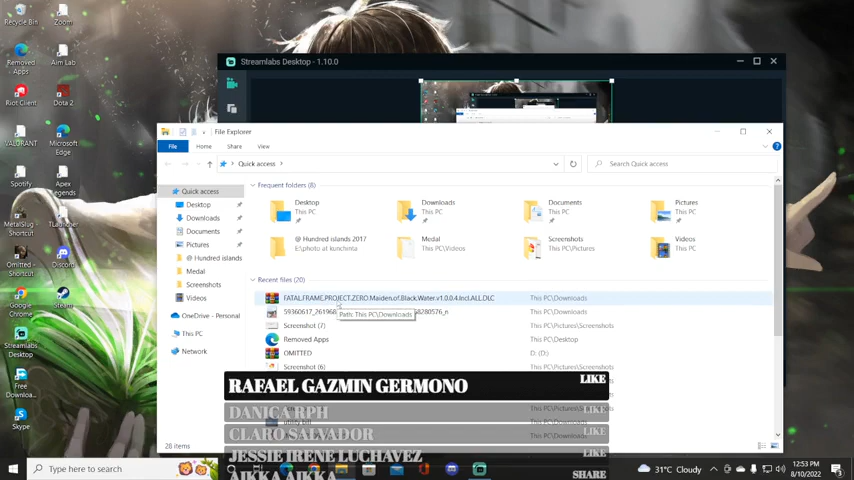 Recycle Bin
Zoom
Removed Apps
Aim Lab
Riot Client
Dota 2
VALORANT
Microsoft Edge
Spotify
Apex Legends
MetalSlug - Shortcut
TLauncher
Omitted - Shortcut
Discord
Google Chrome
Steam
Streamlabs Desktop
Free Downloa...
Skype
Streamlabs Desktop - 1.10.0
File Explorer
File
Home
Share
View
Quick access
Search Quick access
Quick access
Desktop
Downloads
Documents
Pictures
@ Hundred islands
Medal
Screenshots
Videos
OneDrive - Personal
This PC
Network
Frequent folders (8)
Desktop
This PC
Downloads
This PC
Documents
This PC
Pictures
This PC
@ Hundred islands 2017
E:\photo at kunchinta
Medal
This PC\Videos
Screenshots
This PC\Pictures
Videos
This PC
Recent files (20)
FATAL.FRAME.PROJECT.ZERO.Maiden.of.Black.Water.v1.0.0.4.Incl.ALL.DLC
This PC\Downloads
This PC\Downloads
Path: This PC\Downloads
Screenshot (7)
This PC\Pictures\Screenshots
Removed Apps
This PC\Desktop
OMITTED
D: (D:)
Screenshot (6)
This PC\Pictures\Screenshots
utility bill
28 items
RAFAEL GAZMIN GERMONO
LIKE
DANICA RPH
LIKE
CLARO SALVADOR
LIKE
JESSIE IRENE LUCHAVEZ
LIKE
AIKKA AIKKA
SHARE
Type here to search
31°C Cloudy
12:53 PM
8/10/2022
3